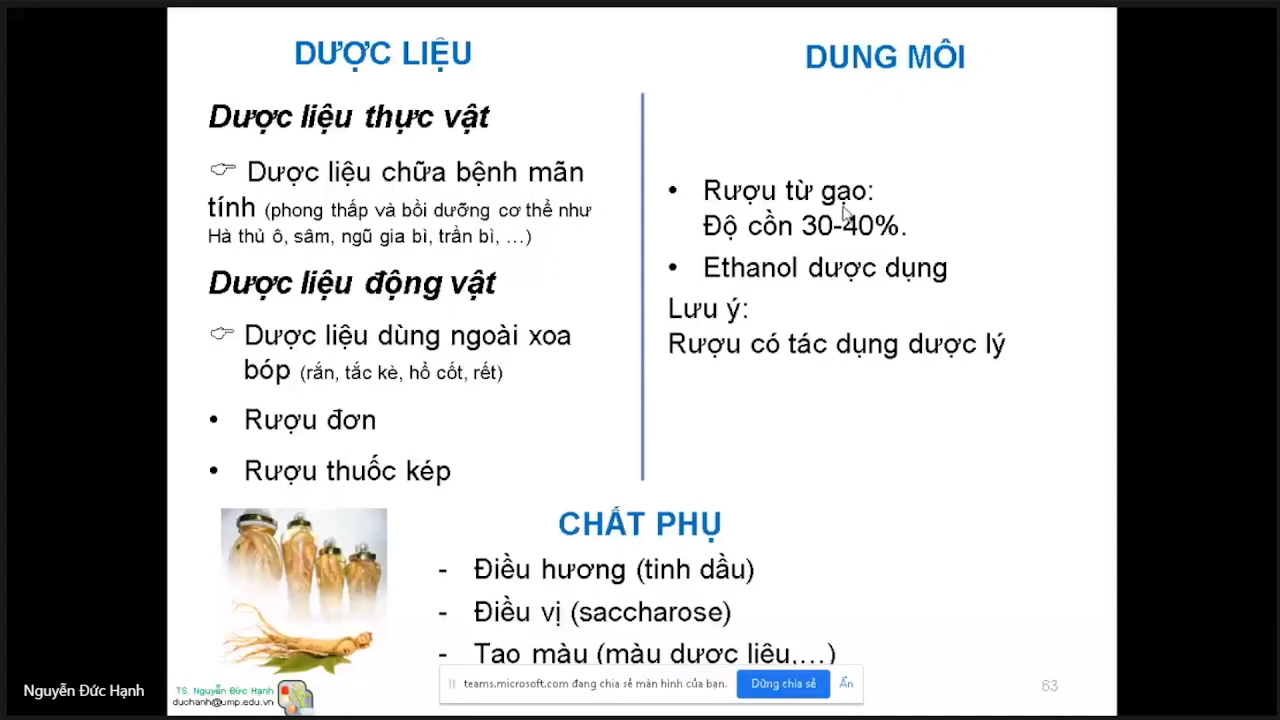 DƯỢC LIỆU
Dược liệu thực vật
Dược liệu chữa bệnh mãn
tính (phong thấp và bồi dưỡng cơ thể như
Hà thủ ô, sâm, ngũ gia bì, trần bì, ...)
Dược liệu động vật
Dược liệu dùng ngoài xoa
bóp (rắn, tắc kè, hổ cốt, rết)
• Rượu đơn
• Rượu thuốc kép
DUNG MÔI
• Rượu từ gạo:
Độ cồn 30-40%.
• Ethanol dược dụng
Lưu ý:
Rượu có tác dụng dược lý
CHẤT PHỤ
- Điều hương (tinh dầu)
- Điều vị (saccharose)
- Tạo màu (màu dược liệu,...)
teams.microsoft.com đang chia sẻ màn hình của bạn.
Dừng chia sẻ
Ẩn
63
Nguyễn Đức Hạnh
TS. Nguyễn Đức Hạnh
duchanh@ump.edu.vn